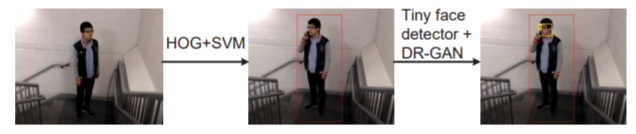 HOG+SVM
Tiny face
detector +
DR-GAN